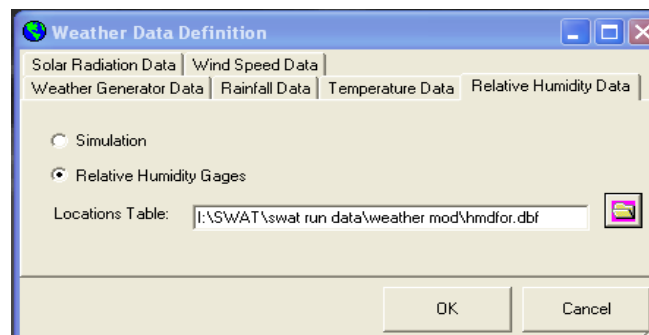 Weather Data Definition
Solar Radiation Data Wind Speed Data
Weather Generator Data Rainfall Data Temperature Data Relative Humidity Data
Simulation
Relative Humidity Gages
Locations Table: I:\SWAT\swat run data\weather mod\hmdfor.dbf
OK Cancel